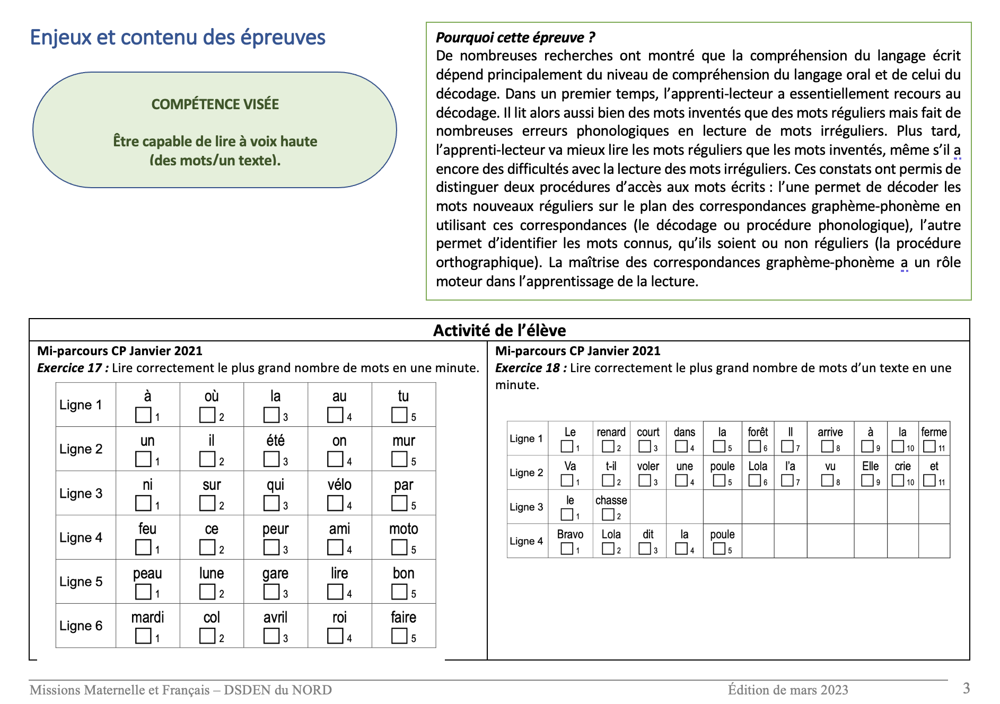 Enjeux et contenu des épreuves
COMPÉTENCE VISÉE
Être capable de lire à voix haute
(des mots/un texte).
Pourquoi cette épreuve ?
De nombreuses recherches ont montré que la compréhension du langage écrit
dépend principalement du niveau de compréhension du langage oral et de celui du
décodage. Dans un premier temps, l’apprenti-lecteur a essentiellement recours au
décodage. Il lit alors aussi bien des mots inventés que des mots réguliers mais fait de
nombreuses erreurs phonologiques en lecture de mots irréguliers. Plus tard,
l’apprenti-lecteur va mieux lire les mots réguliers que les mots inventés, même s’il a
encore des difficultés avec la lecture des mots irréguliers. Ces constats ont permis de
distinguer deux procédures d’accès aux mots écrits : l’une permet de décoder les
mots nouveaux réguliers sur le plan des correspondances graphème-phonème en
utilisant ces correspondances (le décodage ou procédure phonologique), l’autre
permet d’identifier les mots connus, qu’ils soient ou non réguliers (la procédure
orthographique). La maîtrise des correspondances graphème-phonème a un rôle
moteur dans l’apprentissage de la lecture.
Activité de l’élève
Mi-parcours CP Janvier 2021
Exercice 17 : Lire correctement le plus grand nombre de mots en une minute.
Ligne 1 à où la au tu
1 2 3 4 5
Ligne 2 un il été on mur
1 2 3 4 5
Ligne 3 ni sur qui vélo par
1 2 3 4 5
Ligne 4 feu ce peur ami moto
1 2 3 4 5
Ligne 5 peau lune gare lire bon
1 2 3 4 5
Ligne 6 mardi col avril roi faire
1 2 3 4 5
Mi-parcours CP Janvier 2021
Exercice 18 : Lire correctement le plus grand nombre de mots d’un texte en une
minute.
Ligne 1 Le renard court dans la forêt Il arrive à la ferme
1 2 3 4 5 6 7 8 9 10 11
Ligne 2 Va t-il voler une poule Lola l’a vu Elle crie et
1 2 3 4 5 6 7 8 9 10 11
Ligne 3 le chasse
1 2
Ligne 4 Bravo Lola dit la poule
1 2 3 4 5
Missions Maternelle et Français – DSDEN du NORD Édition de mars 2023 3